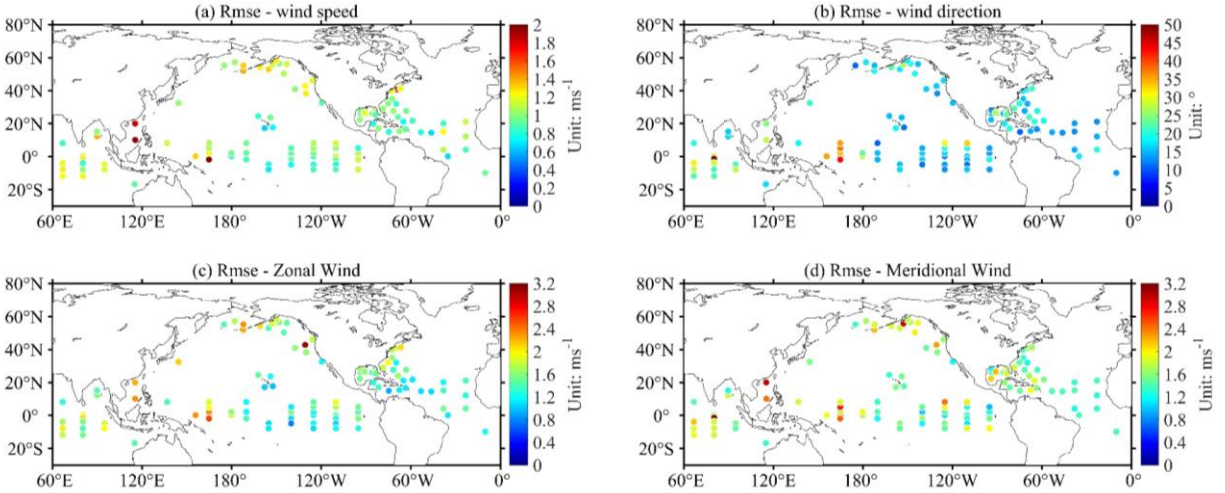 (a) Rmse - wind speed
80°N
60°N
40°N
20°N
0°
20°S
60°E 120°E 180° 120°W 60°W 0°
2
1.8
1.6
1.4
1.2
1
0.8
0.6
0.4
0.2
0
Unit: ms⁻¹
(b) Rmse - wind direction
80°N
60°N
40°N
20°N
0°
20°S
60°E 120°E 180° 120°W 60°W 0°
50
45
40
35
30
25
20
15
10
5
0
Unit: °
(c) Rmse - Zonal Wind
80°N
60°N
40°N
20°N
0°
20°S
60°E 120°E 180° 120°W 60°W 0°
3.2
2.8
2.4
2
1.6
1.2
0.8
0.4
0
Unit: ms⁻¹
(d) Rmse - Meridional Wind
80°N
60°N
40°N
20°N
0°
20°S
60°E 120°E 180° 120°W 60°W 0°
3.2
2.8
2.4
2
1.6
1.2
0.8
0.4
0
Unit: ms⁻¹